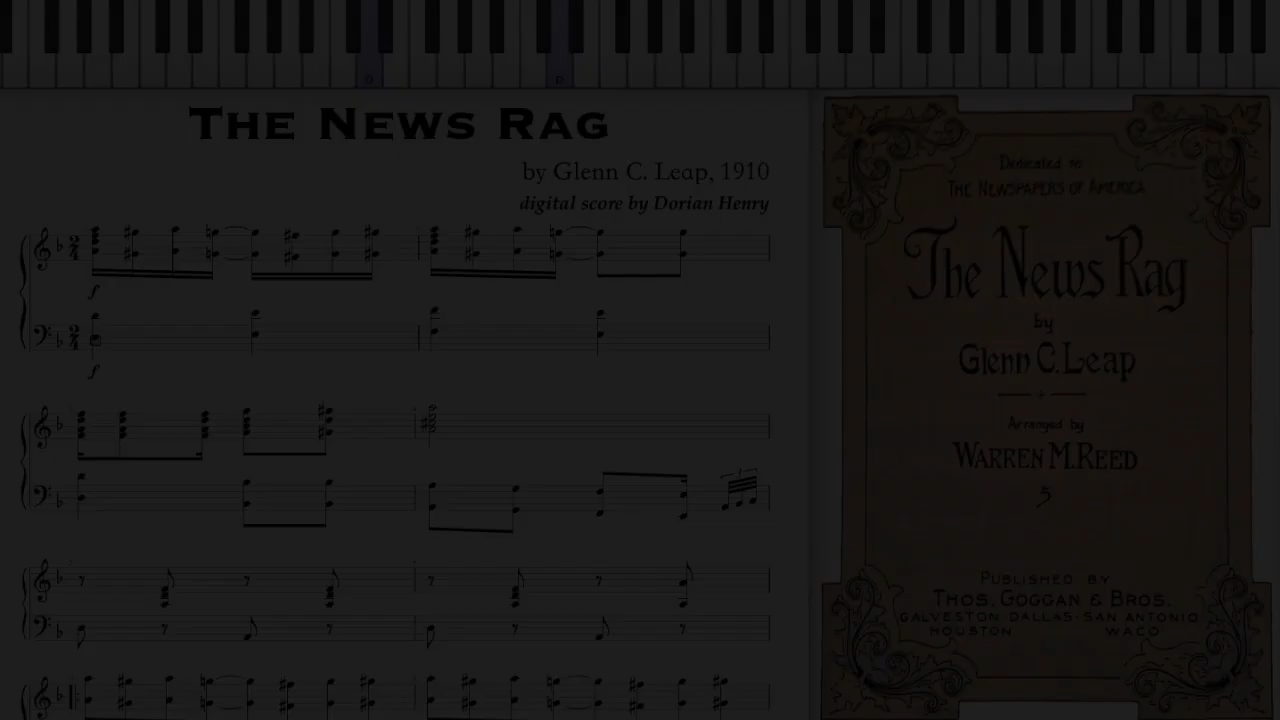 THE NEWS RAG
by Glenn C. Leap, 1910
digital score by Dorian Henry
Dedicated to
THE NEWSPAPERS OF AMERICA
The News Rag
by
Glenn C. Leap
Arranged by
WARREN M. REED
5
PUBLISHED BY
THOS. GOGGAN & BROS.
GALVESTON DALLAS · SAN ANTONIO
HOUSTON WACO